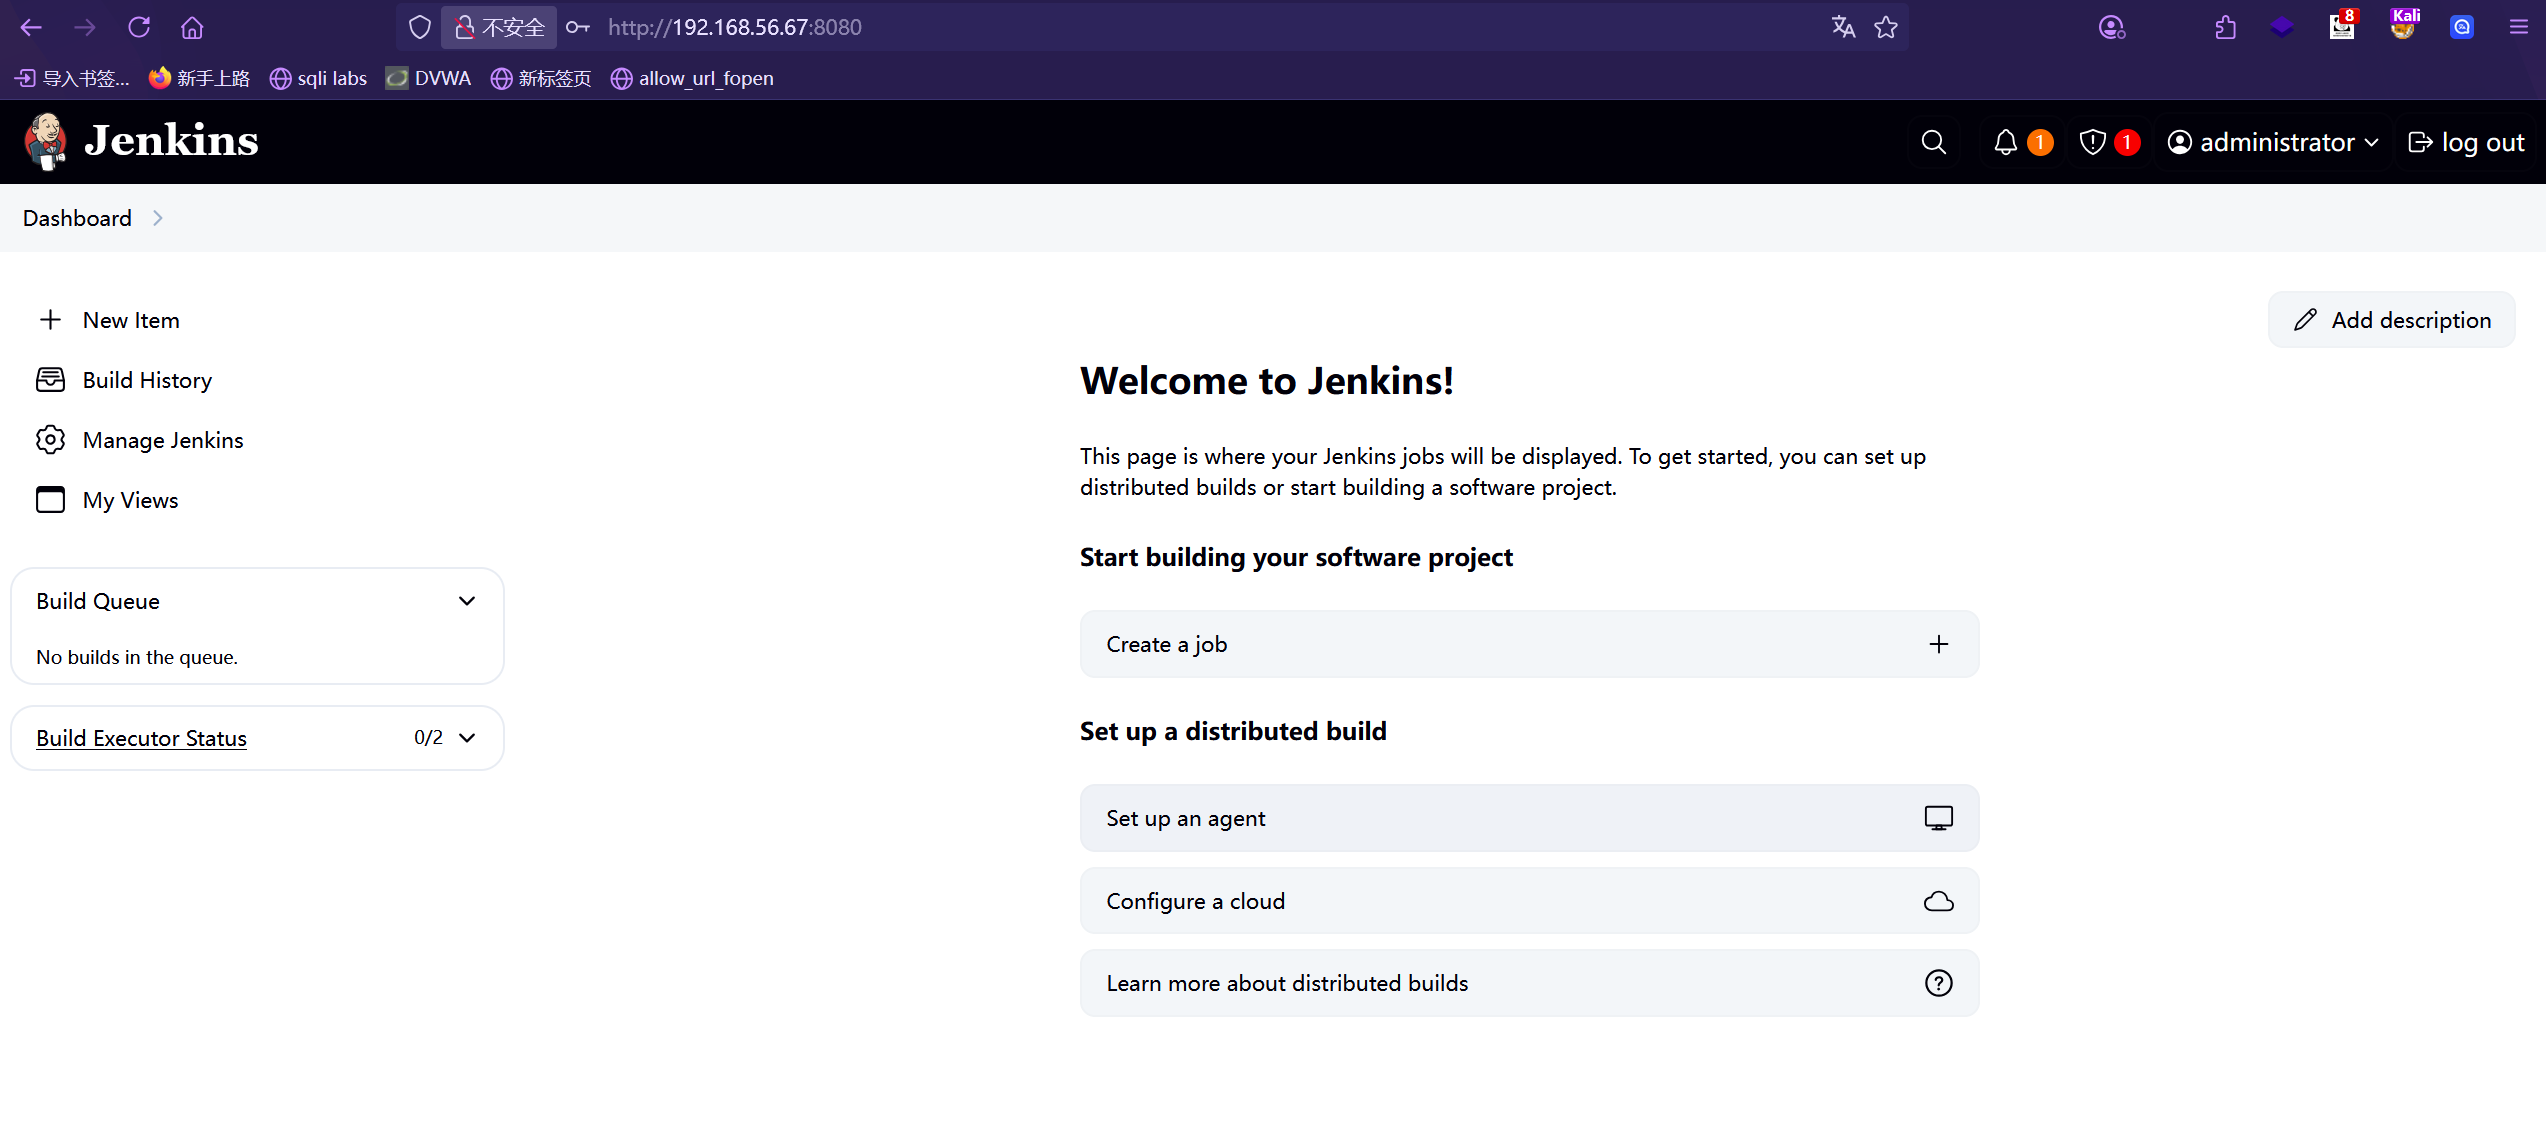 不安全 http://192.168.56.67:8080
8
Kali
导入书签... 新手上路 sqli labs DVWA 新标签页 allow_url_fopen
Jenkins 1 1 administrator log out
Dashboard
New Item
Build History
Manage Jenkins
My Views
Build Queue
No builds in the queue.
Build Executor Status 0/2
Add description
Welcome to Jenkins!
This page is where your Jenkins jobs will be displayed. To get started, you can set up
distributed builds or start building a software project.
Start building your software project
Create a job
Set up a distributed build
Set up an agent
Configure a cloud
Learn more about distributed builds